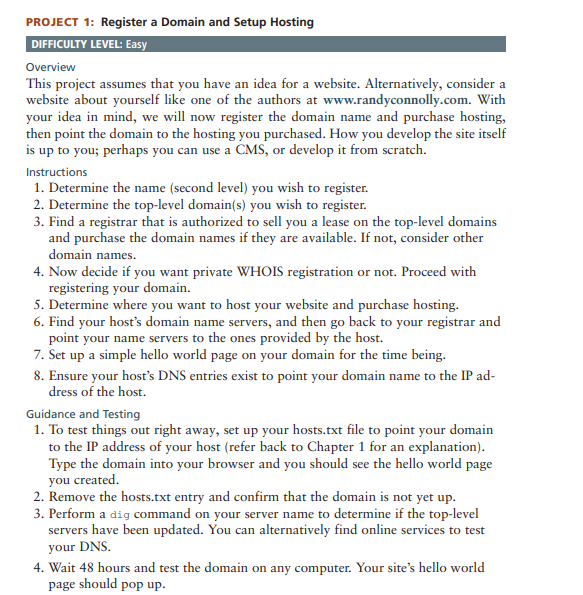 PROJECT 1: Register a Domain and Setup Hosting
DIFFICULTY LEVEL: Easy
Overview
This project assumes that you have an idea for a website. Alternatively, consider a
website about yourself like one of the authors at www.randyconnolly.com. With
your idea in mind, we will now register the domain name and purchase hosting,
then point the domain to the hosting you purchased. How you develop the site itself
is up to you; perhaps you can use a CMS, or develop it from scratch.
Instructions
1. Determine the name (second level) you wish to register.
2. Determine the top-level domain(s) you wish to register.
3. Find a registrar that is authorized to sell you a lease on the top-level domains
and purchase the domain names if they are available. If not, consider other
domain names.
4. Now decide if you want private WHOIS registration or not. Proceed with
registering your domain.
5. Determine where you want to host your website and purchase hosting.
6. Find your host’s domain name servers, and then go back to your registrar and
point your name servers to the ones provided by the host.
7. Set up a simple hello world page on your domain for the time being.
8. Ensure your host’s DNS entries exist to point your domain name to the IP ad-
dress of the host.
Guidance and Testing
1. To test things out right away, set up your hosts.txt file to point your domain
to the IP address of your host (refer back to Chapter 1 for an explanation).
Type the domain into your browser and you should see the hello world page
you created.
2. Remove the hosts.txt entry and confirm that the domain is not yet up.
3. Perform a dig command on your server name to determine if the top-level
servers have been updated. You can alternatively find online services to test
your DNS.
4. Wait 48 hours and test the domain on any computer. Your site’s hello world
page should pop up.